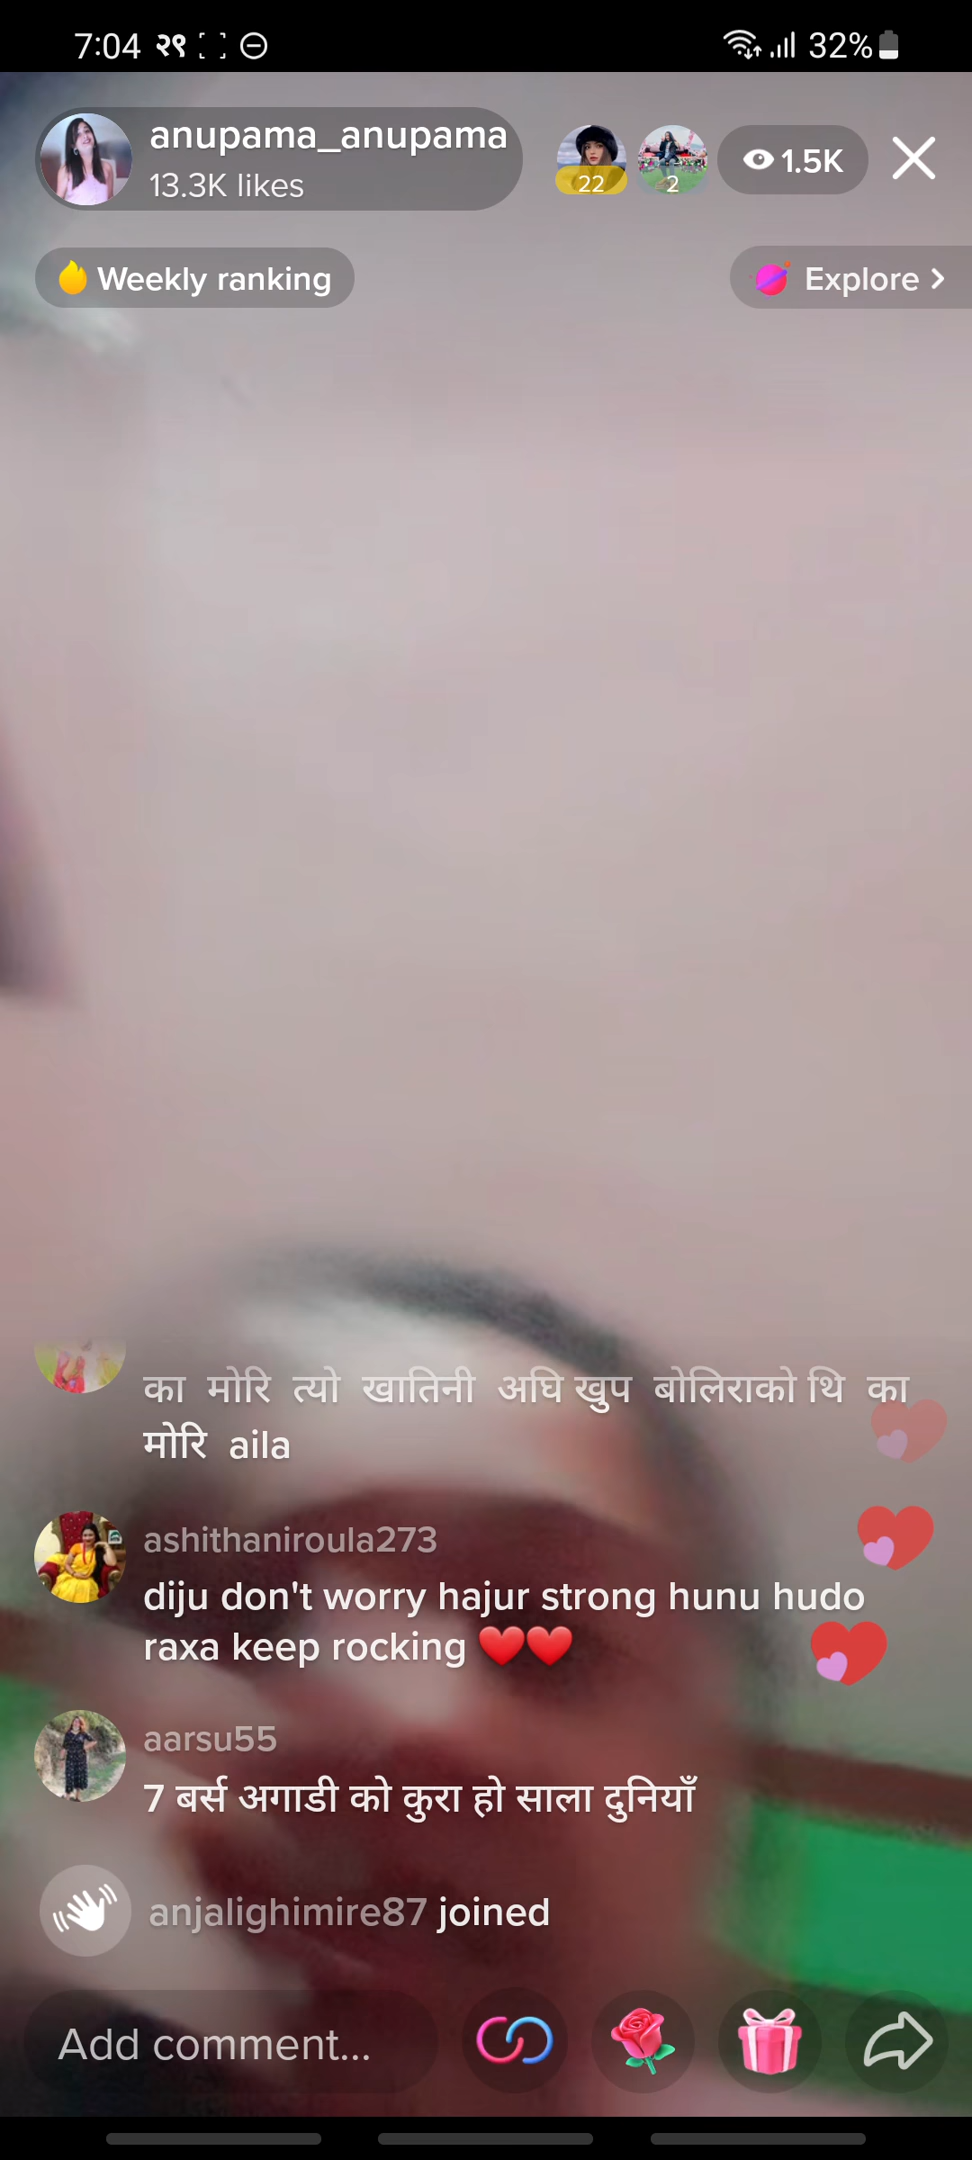 7:04 २९ 32%
anupama_anupama
13.3K likes
22
2
1.5K
Weekly ranking
Explore >
का मोरि त्यो खातिनी अघि खुप बोलिराको थि का
मोरि aila
ashithaniroula273
diju don't worry hajur strong hunu hudo
raxa keep rocking ❤️❤️
aarsu55
7 बर्स अगाडी को कुरा हो साला दुनियाँ
anjalighimire87 joined
Add comment...